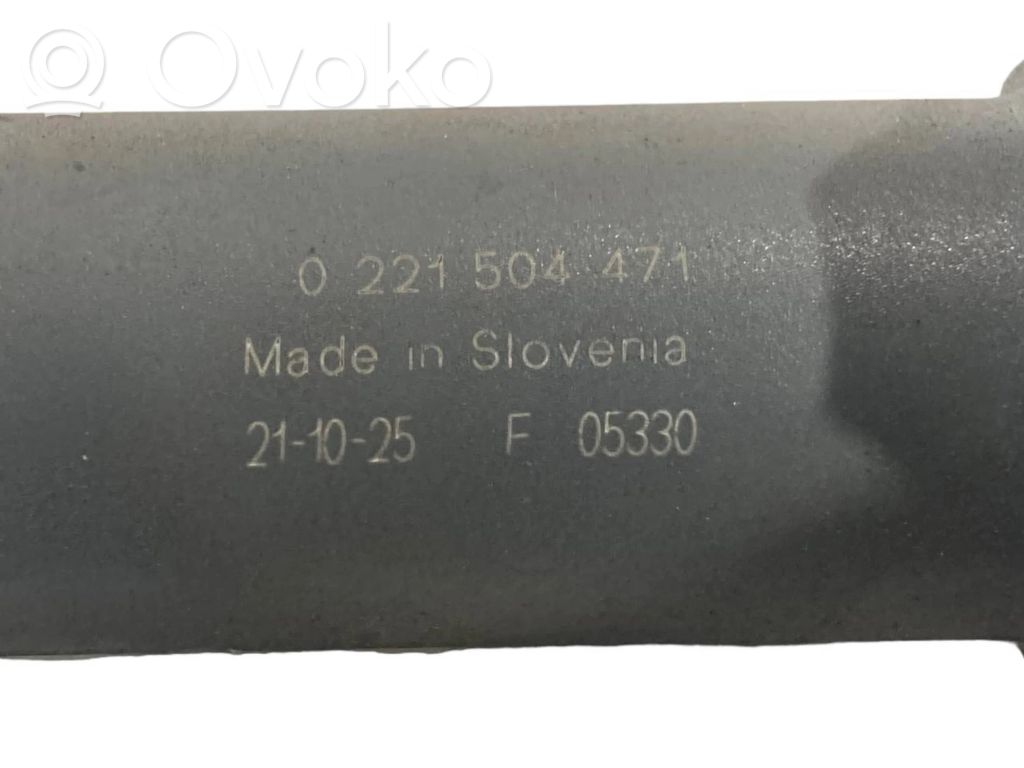 Ovoko
0 221 504 471
Made in Slovenia
21-10-25 F 05330